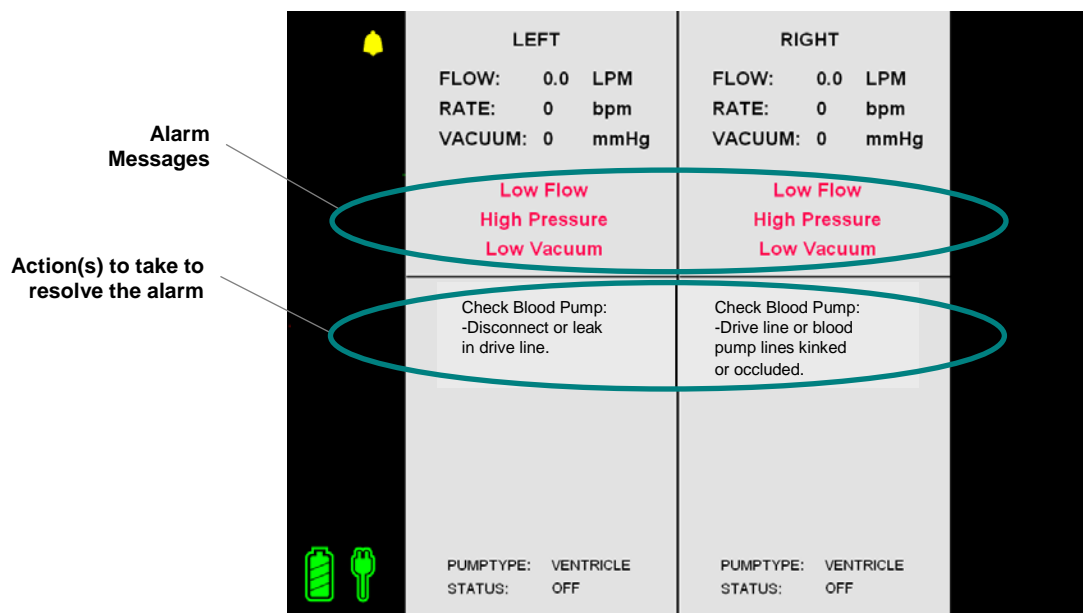 LEFT
FLOW: 0.0 LPM
RATE: 0 bpm
VACUUM: 0 mmHg
Low Flow
High Pressure
Low Vacuum
Check Blood Pump:
-Disconnect or leak
in drive line.
PUMPTYPE: VENTRICLE
STATUS: OFF
RIGHT
FLOW: 0.0 LPM
RATE: 0 bpm
VACUUM: 0 mmHg
Low Flow
High Pressure
Low Vacuum
Check Blood Pump:
-Drive line or blood
pump lines kinked
or occluded.
PUMPTYPE: VENTRICLE
STATUS: OFF
Alarm
Messages
Action(s) to take to
resolve the alarm